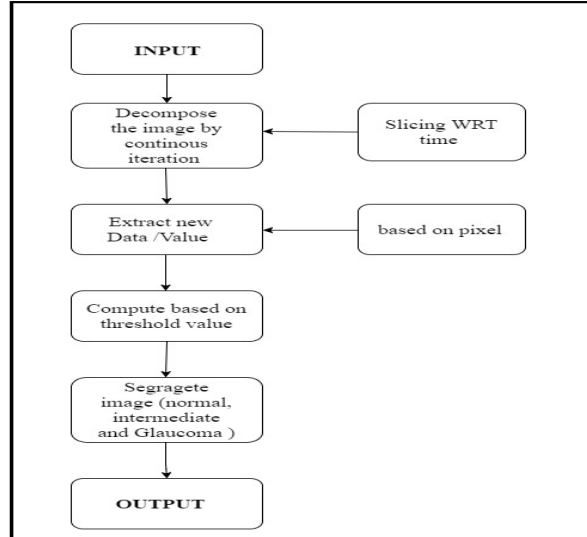 INPUT
Decompose
the image by
continous
iteration
Slicing WRT
time
Extract new
Data /Value
based on pixel
Compute based on
threshold value
Segragete
image (normal,
intermediate
and Glaucoma )
OUTPUT